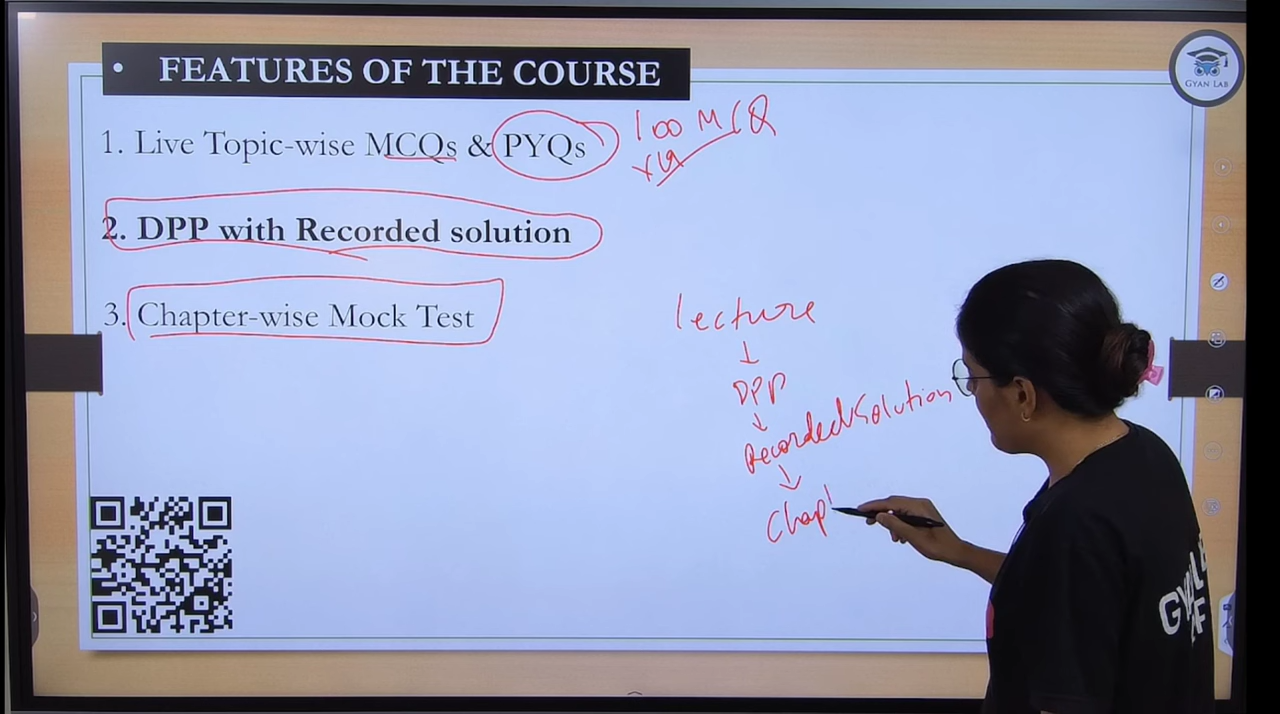 • FEATURES OF THE COURSE
GYAN LAB
1. Live Topic-wise MCQs & PYQs
100 MCQ
2. DPP with Recorded solution
3. Chapter-wise Mock Test
lecture
DPP
Recorded Solution
Chap